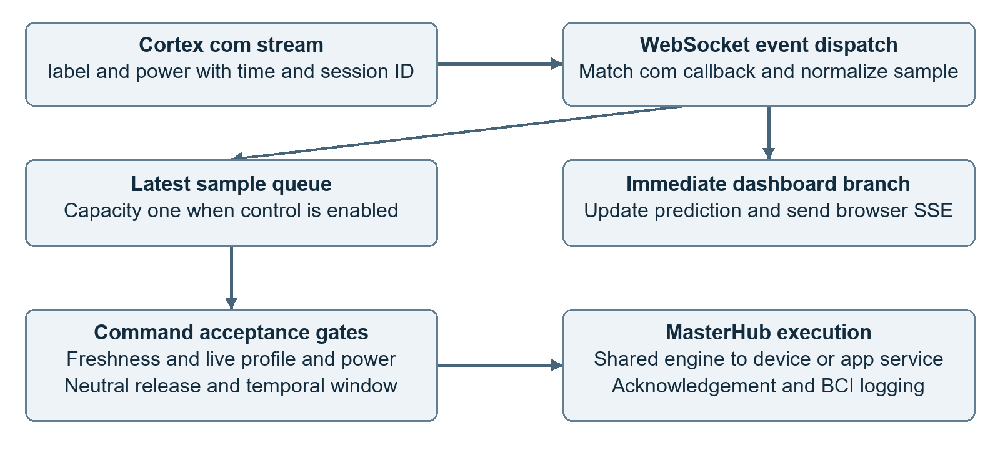 Cortex com stream
label and power with time and session ID
WebSocket event dispatch
Match com callback and normalize sample
Latest sample queue
Capacity one when control is enabled
Immediate dashboard branch
Update prediction and send browser SSE
Command acceptance gates
Freshness and live profile and power
Neutral release and temporal window
MasterHub execution
Shared engine to device or app service
Acknowledgement and BCI logging